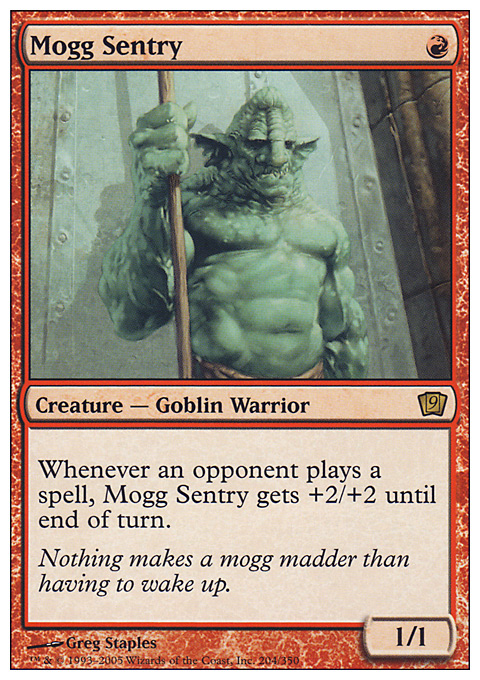 Mogg Sentry
Creature — Goblin Warrior
9
Whenever an opponent plays a
spell, Mogg Sentry gets +2/+2 until
end of turn.
Nothing makes a mogg madder than
having to wake up.
1/1
Greg Staples
™ & © 1993–2005 Wizards of the Coast, Inc. 204/350